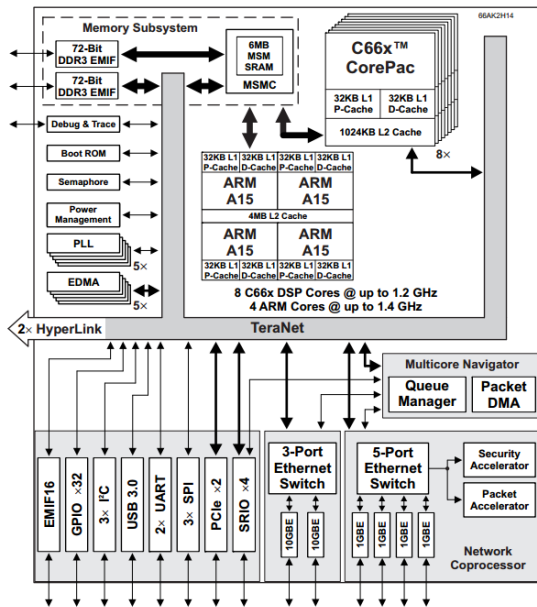 66AK2H14
Memory Subsystem
72-Bit
DDR3 EMIF
72-Bit
DDR3 EMIF
6MB
MSM
SRAM
MSMC
C66x™
CorePac
32KB L1
P-Cache
32KB L1
D-Cache
1024KB L2 Cache
8×
Debug & Trace
Boot ROM
Semaphore
Power
Management
PLL
5×
EDMA
5×
32KB L1
P-Cache
32KB L1
D-Cache
32KB L1
P-Cache
32KB L1
D-Cache
ARM
A15
ARM
A15
4MB L2 Cache
ARM
A15
ARM
A15
32KB L1
P-Cache
32KB L1
D-Cache
32KB L1
P-Cache
32KB L1
D-Cache
8 C66x DSP Cores @ up to 1.2 GHz
4 ARM Cores @ up to 1.4 GHz
2× HyperLink
TeraNet
Multicore Navigator
Queue
Manager
Packet
DMA
EMIF16
GPIO ×32
3× I²C
USB 3.0
2× UART
3× SPI
PCIe ×2
SRIO ×4
3-Port
Ethernet
Switch
10GBE
10GBE
5-Port
Ethernet
Switch
1GBE
1GBE
1GBE
1GBE
Security
Accelerator
Packet
Accelerator
Network
Coprocessor